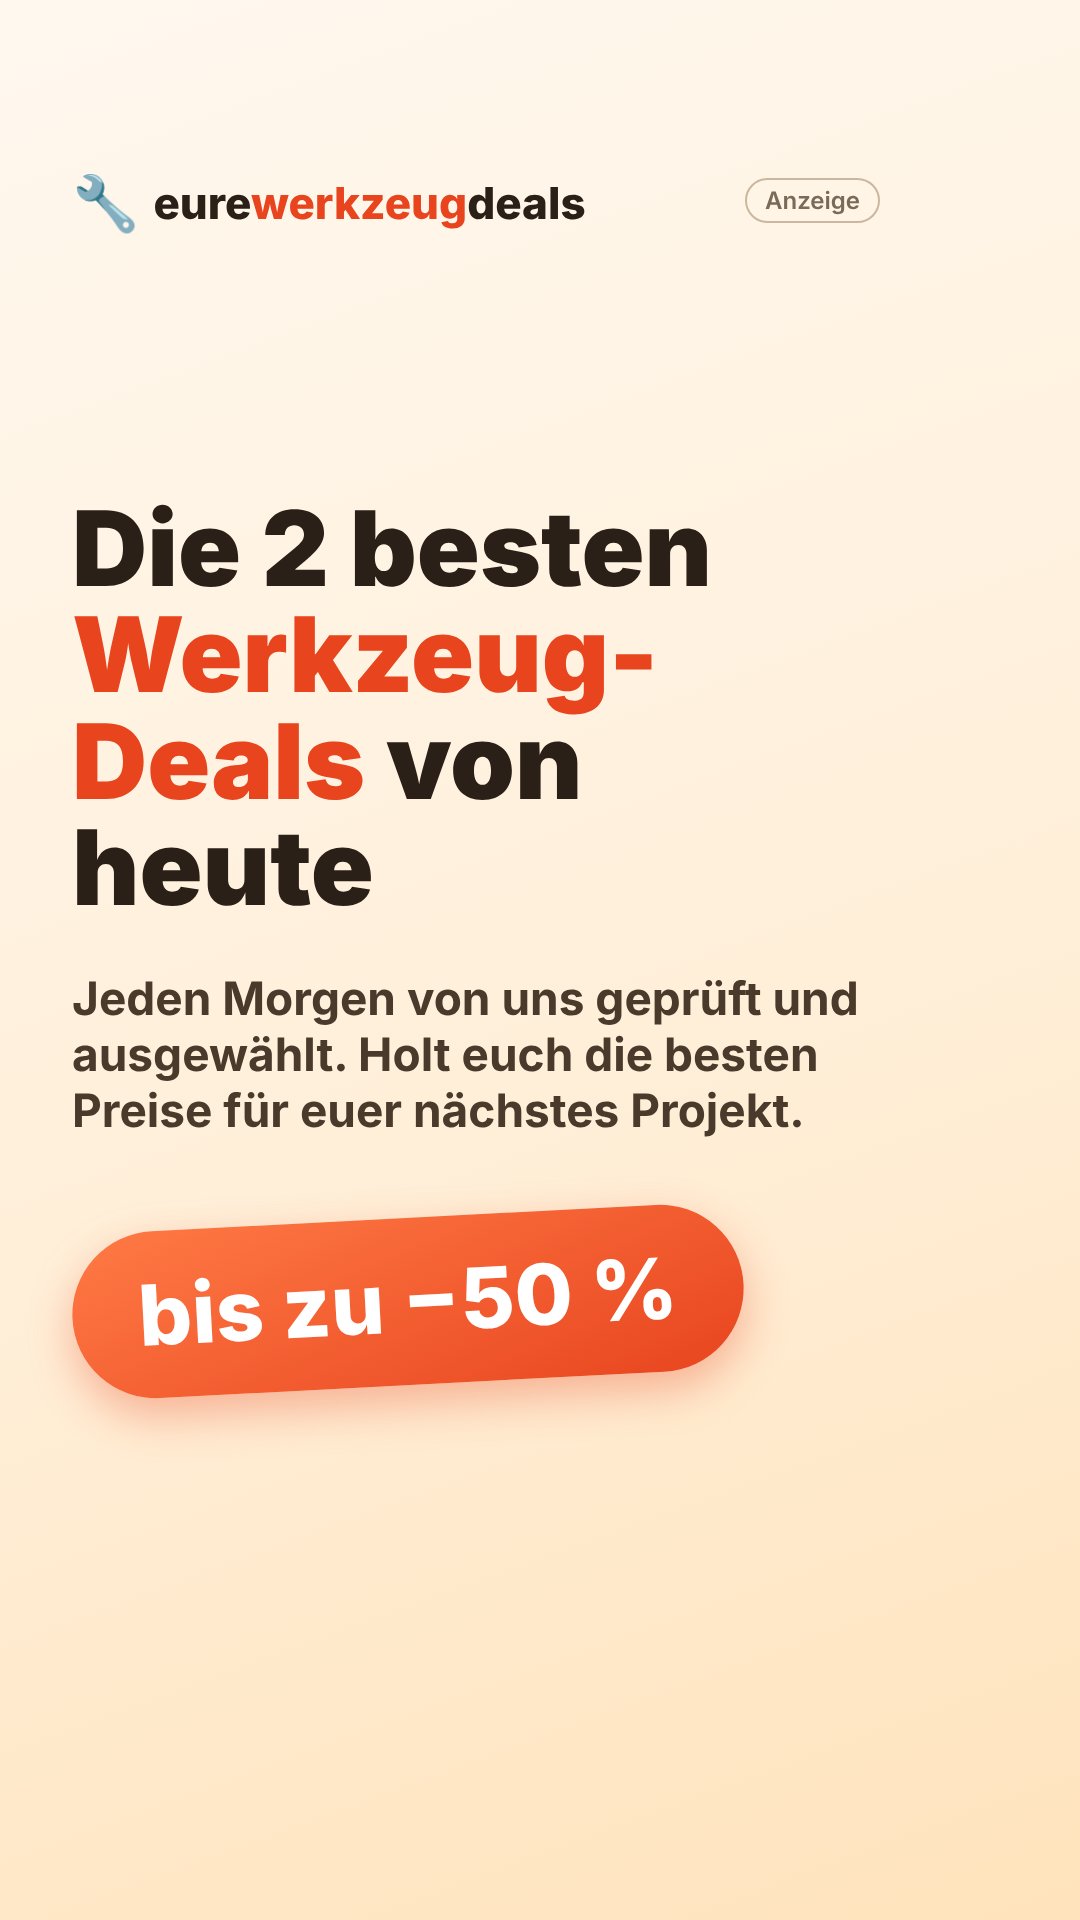 eurewerkzeugdeals
Anzeige
Die 2 besten
Werkzeug-
Deals von
heute
Jeden Morgen von uns geprüft und
ausgewählt. Holt euch die besten
Preise für euer nächstes Projekt.
bis zu −50 %